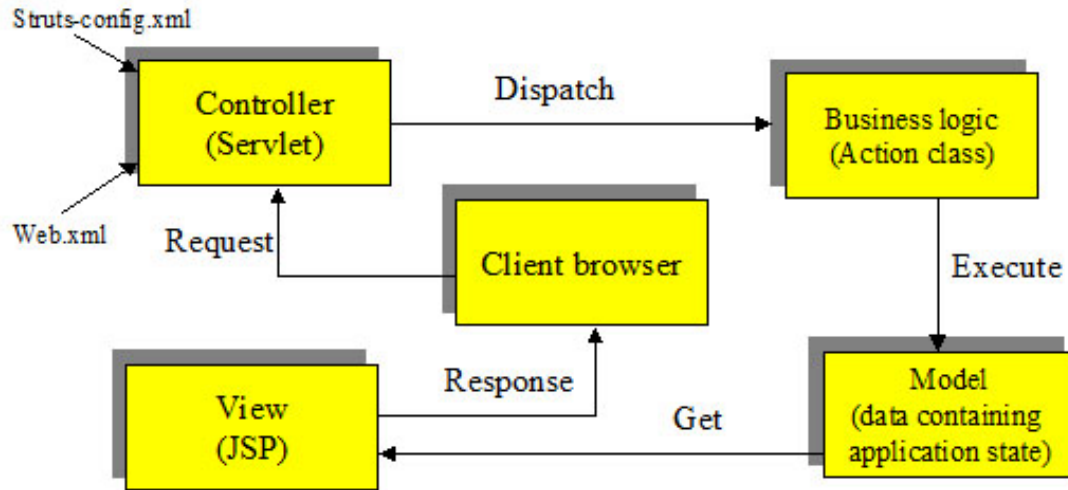 Struts-config.xml
Controller
(Servlet)
Dispatch
Business logic
(Action class)
Web.xml
Request
Client browser
Execute
View
(JSP)
Response
Get
Model
(data containing
application state)